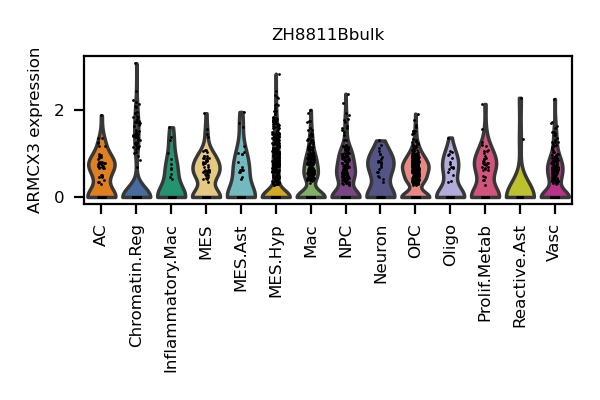 ZH8811Bbulk
ARMCX3 expression
2
0
AC
Chromatin.Reg
Inflammatory.Mac
MES
MES.Ast
MES.Hyp
Mac
NPC
Neuron
OPC
Oligo
Prolif.Metab
Reactive.Ast
Vasc